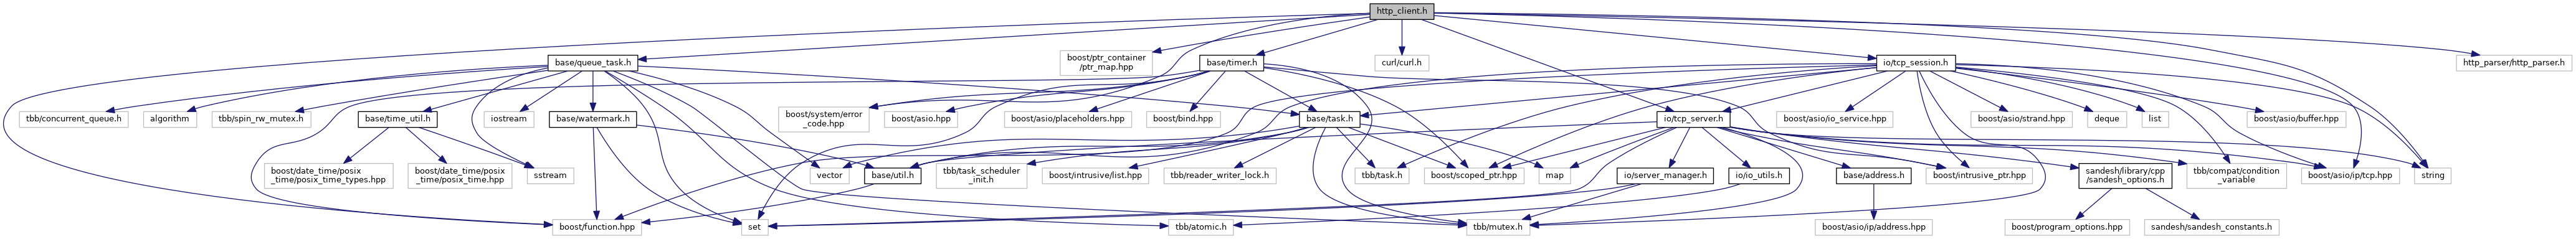 http_client.h
base/queue_task.h
boost/ptr_container
/ptr_map.hpp
base/timer.h
curl/curl.h
io/tcp_session.h
http_parser/http_parser.h
tbb/concurrent_queue.h
algorithm
tbb/spin_rw_mutex.h
base/time_util.h
iostream
base/watermark.h
boost/system/error
_code.hpp
boost/asio.hpp
boost/asio/placeholders.hpp
boost/bind.hpp
base/task.h
io/tcp_server.h
boost/asio/io_service.hpp
boost/asio/strand.hpp
deque
list
boost/asio/buffer.hpp
boost/date_time/posix
_time/posix_time_types.hpp
boost/date_time/posix
_time/posix_time.hpp
sstream
vector
base/util.h
tbb/task_scheduler
_init.h
boost/intrusive/list.hpp
tbb/reader_writer_lock.h
tbb/task.h
boost/scoped_ptr.hpp
map
io/server_manager.h
io/io_utils.h
base/address.h
boost/intrusive_ptr.hpp
sandesh/library/cpp
/sandesh_options.h
tbb/compat/condition
_variable
boost/asio/ip/tcp.hpp
string
boost/function.hpp
set
tbb/atomic.h
tbb/mutex.h
boost/asio/ip/address.hpp
boost/program_options.hpp
sandesh/sandesh_constants.h